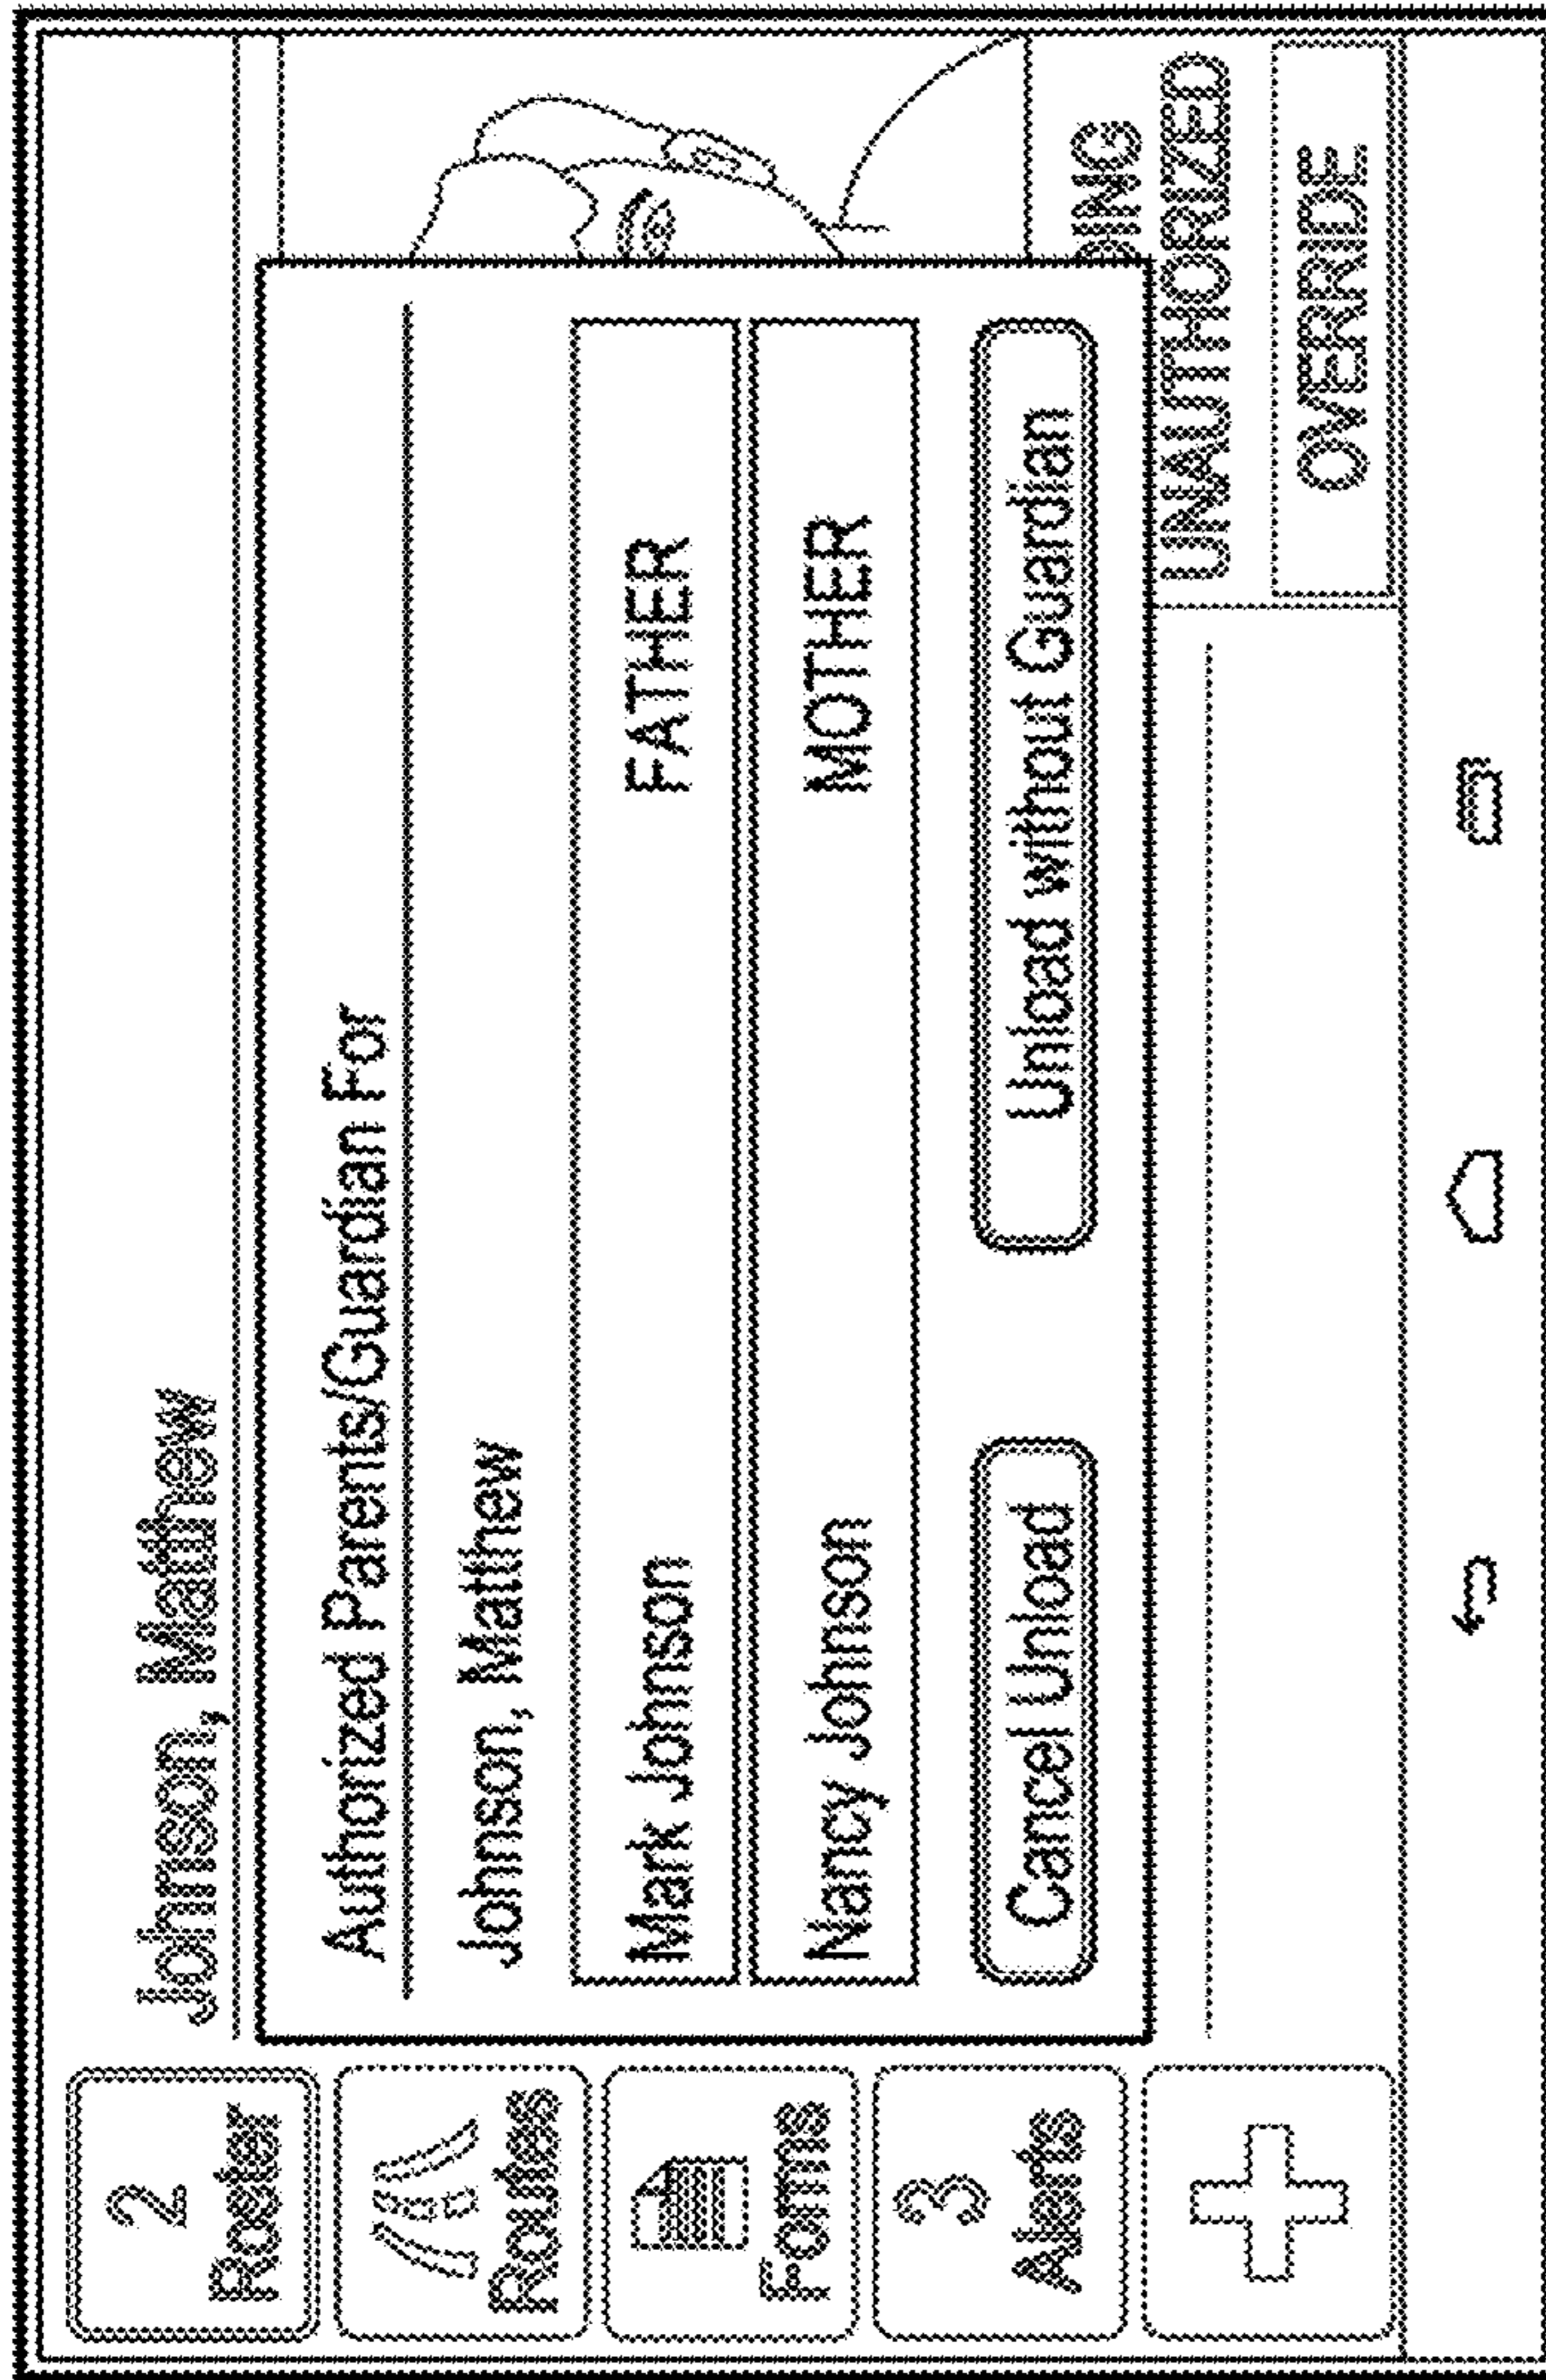 Johnson, Matthew
2
Roster
Routes
Forms
3
Alerts
Authorized Parents/Guardian For
Johnson, Matthew
Mark Johnson FATHER
Nancy Johnson MOTHER
Cancel Unload Unload without Guardian
DING
UNAUTHORIZED
OVERRIDE